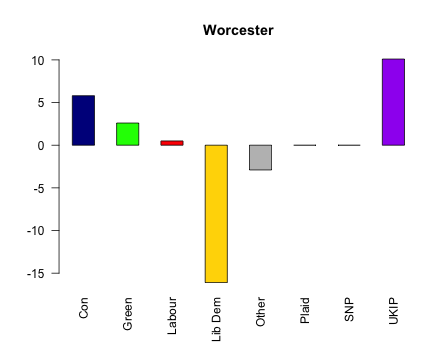 Worcester
10
5
0
-5
-10
-15
Con
Green
Labour
Lib Dem
Other
Plaid
SNP
UKIP